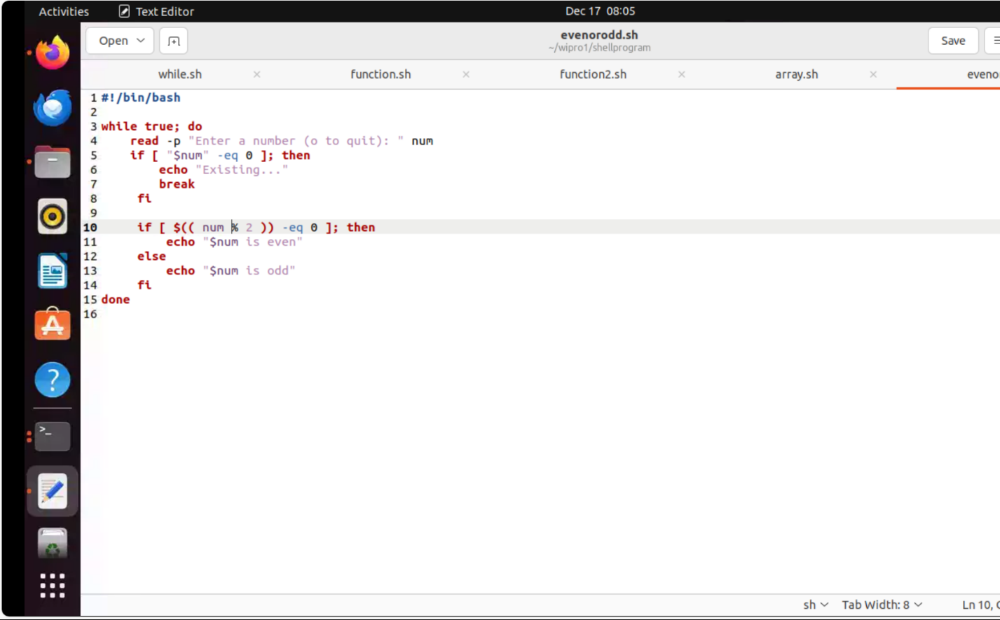 Activities Text Editor Dec 17 08:05
Open evenorodd.sh Save
~/wipro1/shellprogram
while.sh × function.sh × function2.sh × array.sh × eveno
1 #!/bin/bash
2
3 while true; do
4 read -p "Enter a number (o to quit): " num
5 if [ "$num" -eq 0 ]; then
6 echo "Existing..."
7 break
8 fi
9
10 if [ $(( num % 2 )) -eq 0 ]; then
11 echo "$num is even"
12 else
13 echo "$num is odd"
14 fi
15 done
16
sh Tab Width: 8 Ln 10, C